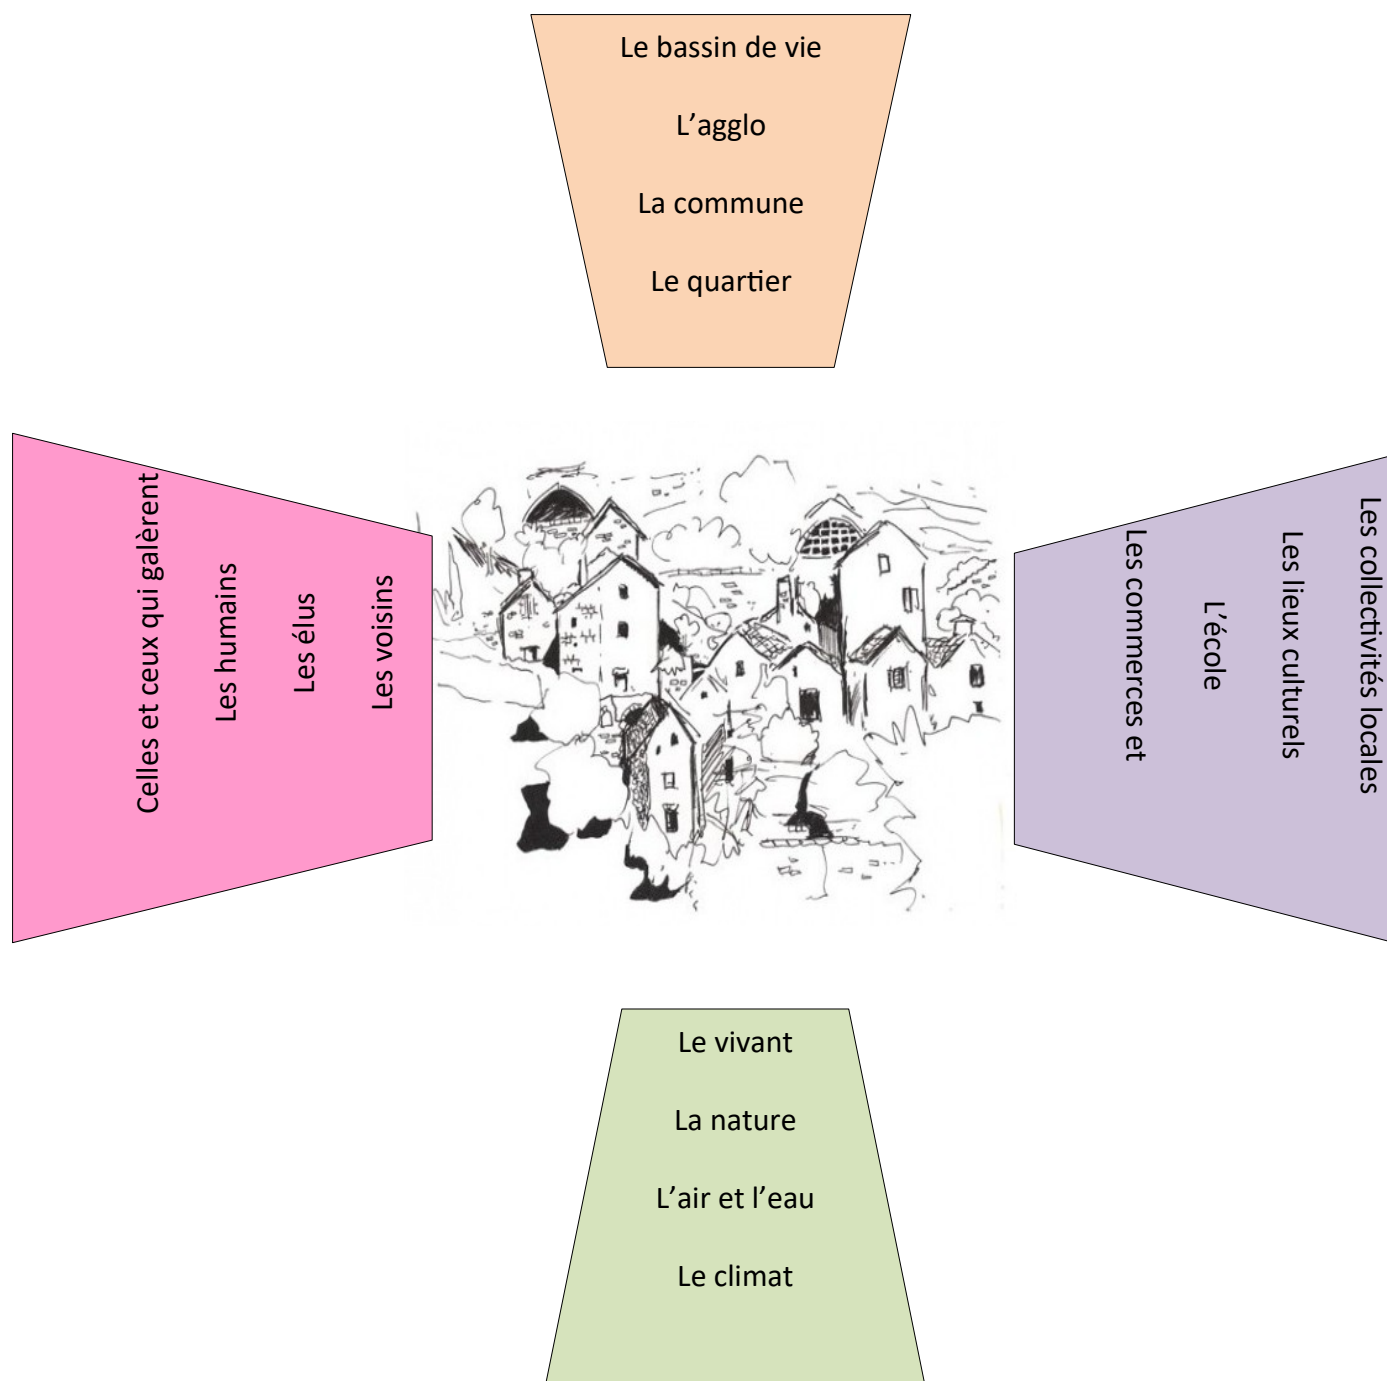 Le bassin de vie
L’agglo
La commune
Le quartier
Celles et ceux qui galèrent
Les humains
Les élus
Les voisins
Les commerces et
L’école
Les lieux culturels
Les collectivités locales
Le vivant
La nature
L’air et l’eau
Le climat